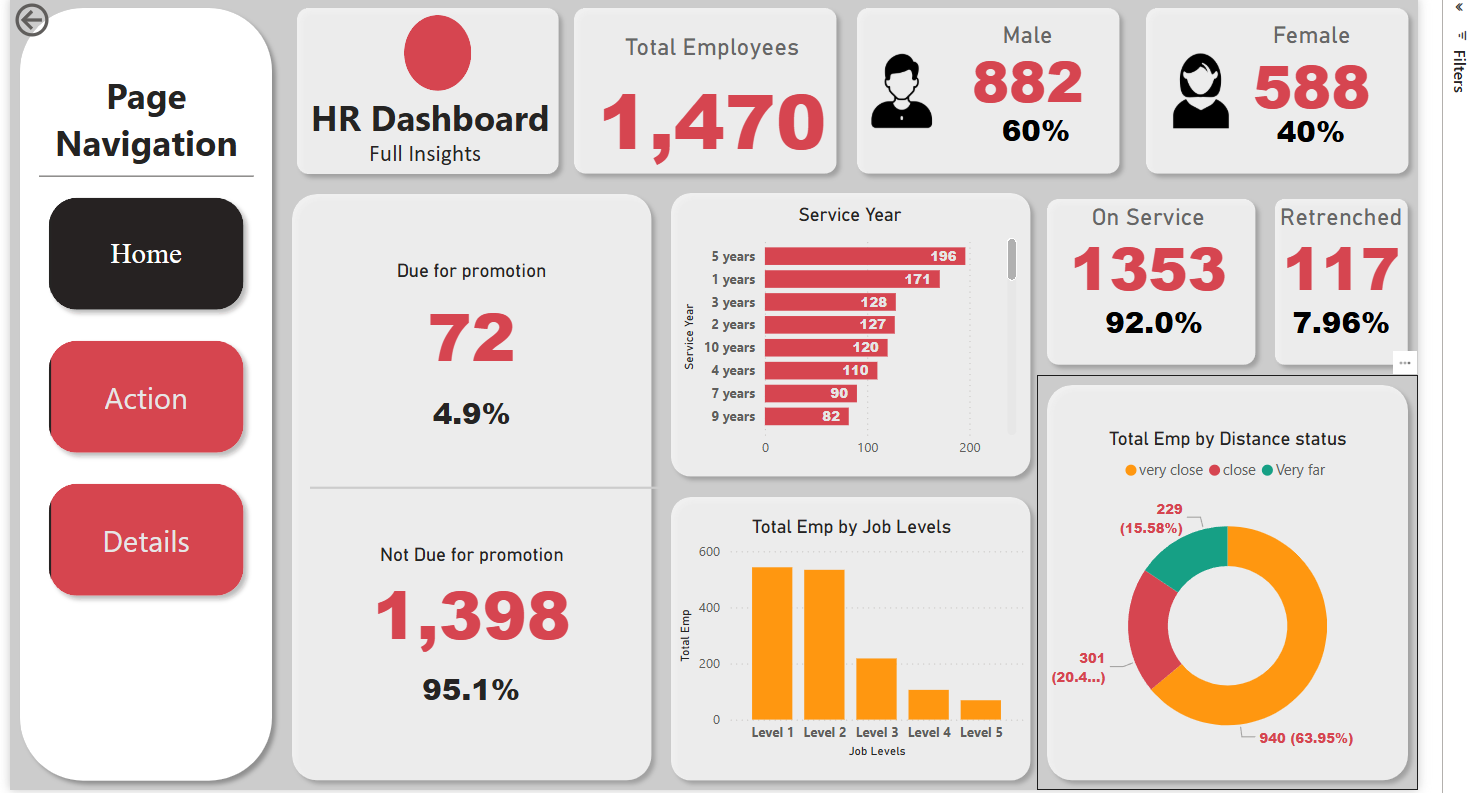 Page
Navigation
Home
Action
Details
HR Dashboard
Full Insights
Total Employees
1,470
Male
882
60%
Female
588
40%
Due for promotion
72
4.9%
Not Due for promotion
1,398
95.1%
Service Year
Service Year
5 years 196
1 years 171
3 years 128
2 years 127
10 years 120
4 years 110
7 years 90
9 years 82
0 100 200
On Service
1353
92.0%
Retrenched
117
7.96%
Total Emp by Job Levels
Total Emp
600
400
200
0
Level 1 Level 2 Level 3 Level 4 Level 5
Job Levels
Total Emp by Distance status
very close close Very far
229
(15.58%)
301
(20.4...)
940 (63.95%)
Filters